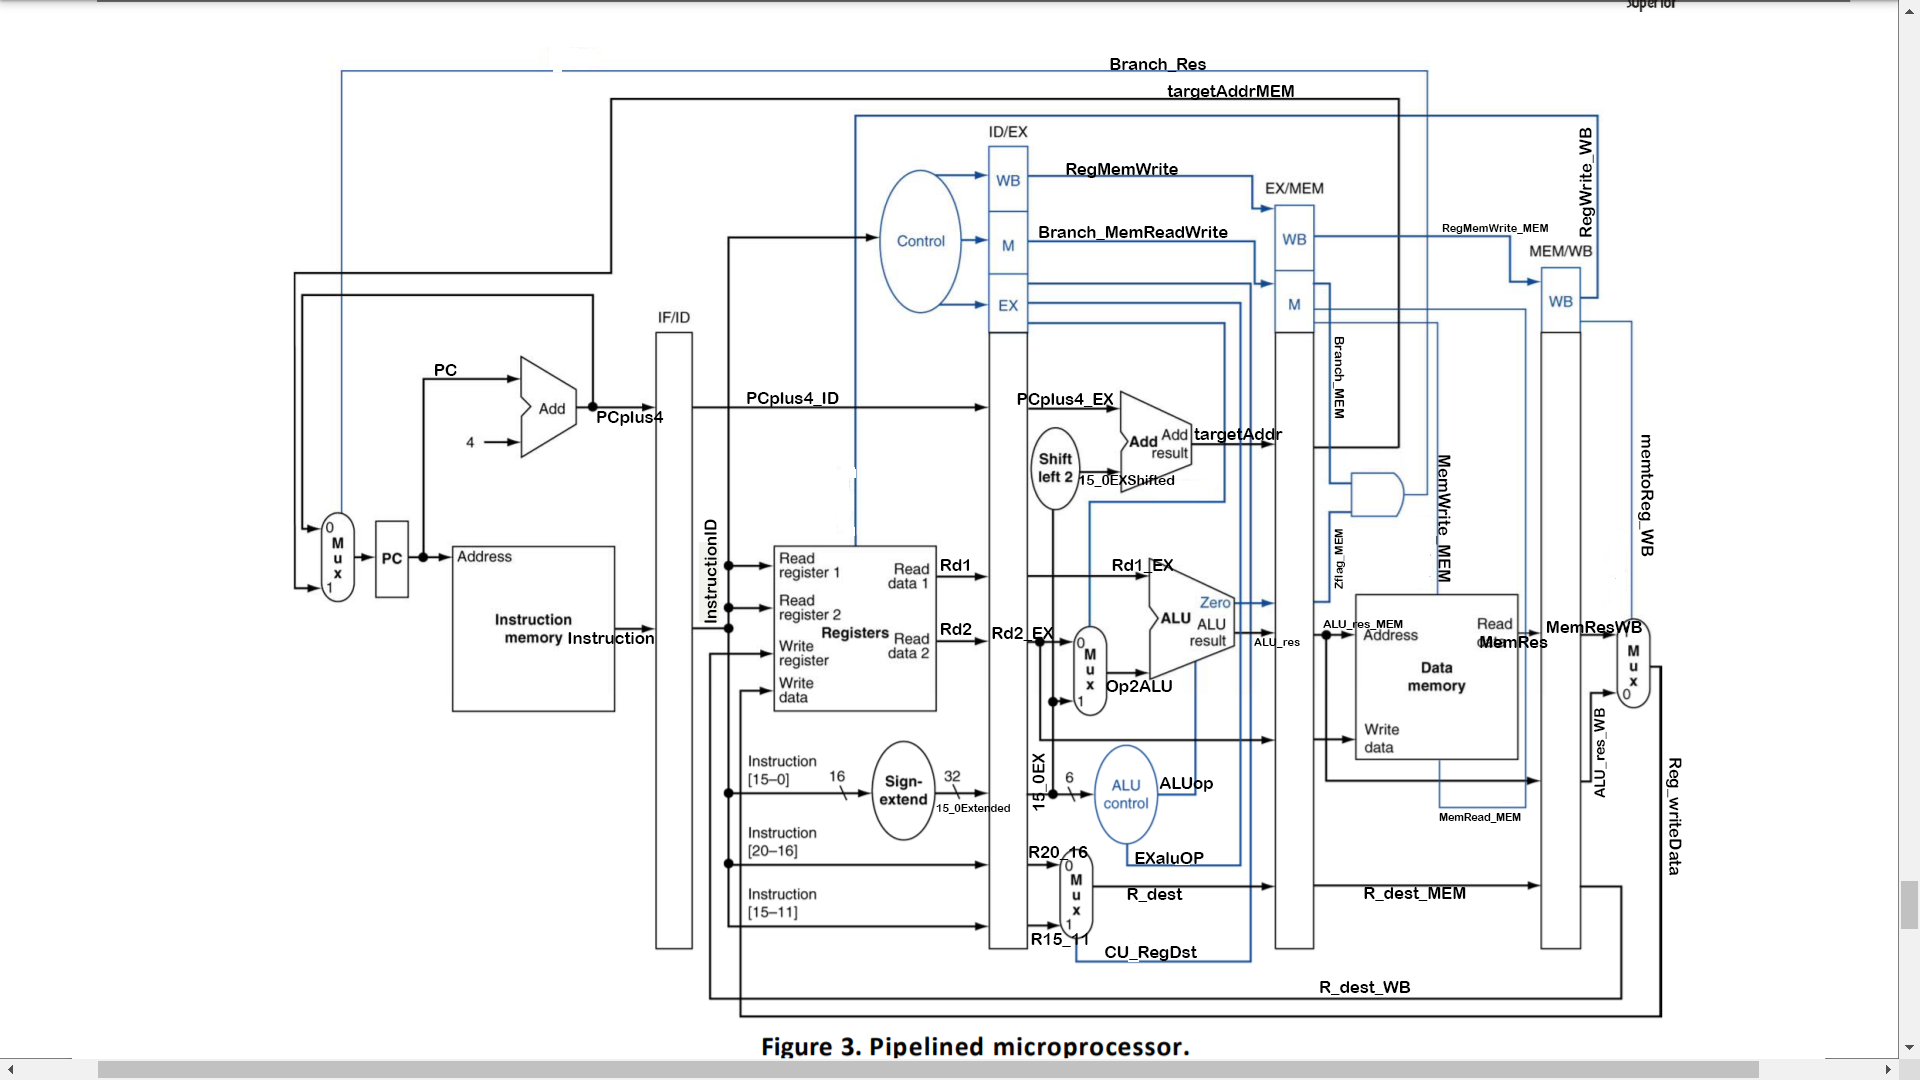 Superior
Branch_Res
targetAddrMEM
ID/EX
RegWrite_WB
WB
RegMemWrite
EX/MEM
Control
M
Branch_MemReadWrite
WB
RegMemWrite_MEM
MEM/WB
EX
M
WB
IF/ID
Branch_MEM
PC
Add
PCplus4
4
PCplus4_ID
PCplus4_EX
Add
Add
result
targetAddr
Shift
left 2
15_0EXShifted
MemWrite_MEM
memtoReg_WB
0
M
u
x
1
PC
Address
Instruction
memory
Instruction
InstructionID
Read
register 1
Read
register 2
Write
register
Write
data
Registers
Read
data 1
Read
data 2
Rd1
Rd2
Rd1_EX
Rd2_EX
0
M
u
x
1
Op2ALU
Zero
ALU
ALU
result
ALU_res
Zflag_MEM
ALU_res_MEM
Address
Read
MemRes
Data
memory
Write
data
MemResWB
M
u
x
0
ALU_res_WB
Reg_writeData
Instruction
[15–0]
16
Sign-
extend
32
15_0Extended
15_0EX
6
ALU
control
ALUop
MemRead_MEM
Instruction
[20–16]
R20_16
EXaluOP
0
M
u
x
1
R_dest
R_dest_MEM
Instruction
[15–11]
R15_11
CU_RegDst
R_dest_WB
Figure 3. Pipelined microprocessor.